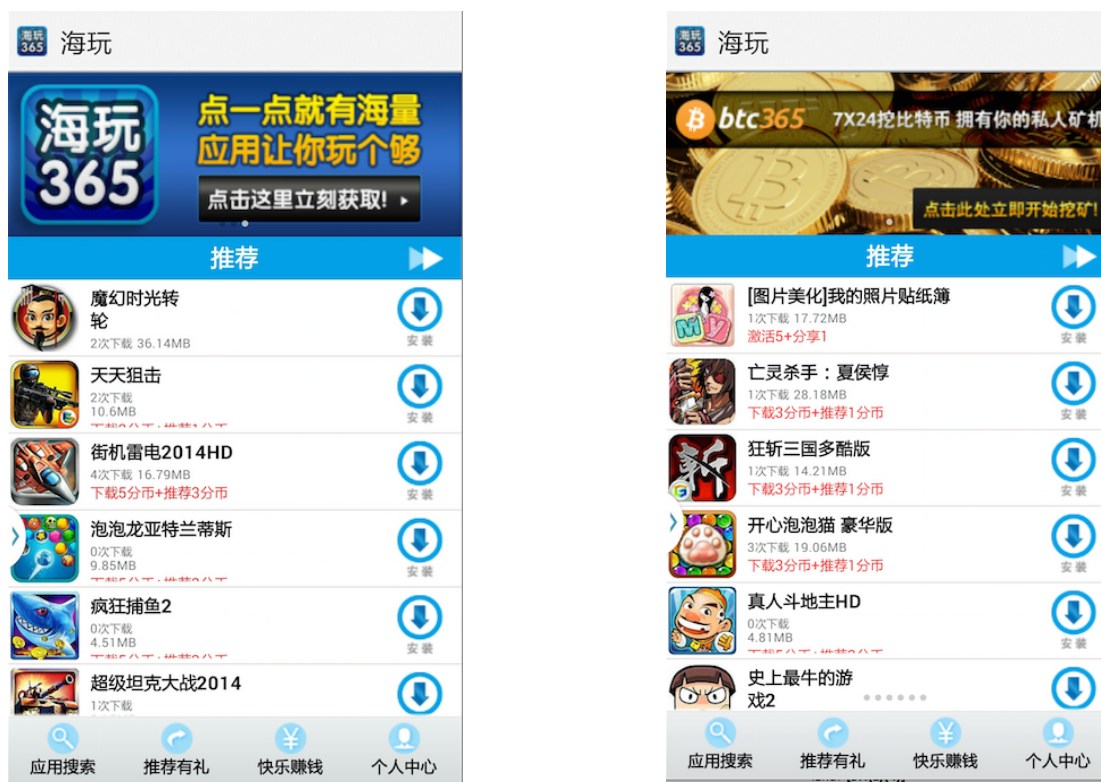 海玩
365
海玩
海玩
365
点一点就有海量
应用让你玩个够
点击这里立刻获取!
推荐
魔幻时光转
轮
2次下载 36.14MB
安装
天天狙击
2次下载
10.6MB
安装
街机雷电2014HD
4次下载 16.79MB
下载5分币+推荐3分币
安装
泡泡龙亚特兰蒂斯
0次下载
9.85MB
安装
疯狂捕鱼2
0次下载
4.51MB
安装
超级坦克大战2014
1次下载
应用搜索
推荐有礼
快乐赚钱
个人中心
海玩
365
海玩
btc365
7X24挖比特币 拥有你的私人矿机
点击此处立即开始挖矿!
推荐
[图片美化]我的照片贴纸簿
1次下载 17.72MB
激活5+分享1
安装
MY
亡灵杀手：夏侯惇
1次下载 28.18MB
下载3分币+推荐1分币
安装
斩
狂斩三国多酷版
1次下载 14.21MB
下载3分币+推荐1分币
安装
开心泡泡猫 豪华版
3次下载 19.06MB
下载3分币+推荐1分币
安装
真人斗地主HD
0次下载
4.81MB
安装
史上最牛的游
戏2
应用搜索
推荐有礼
快乐赚钱
个人中心